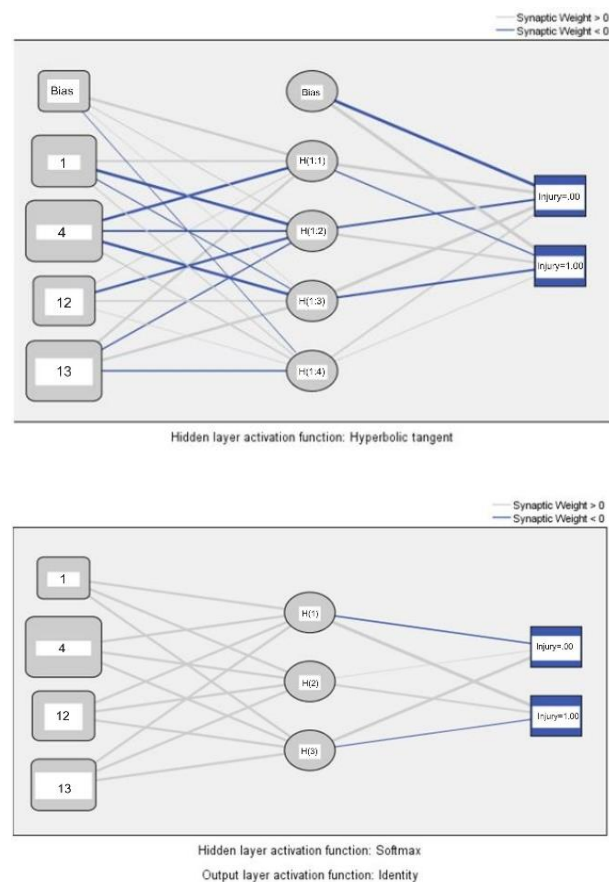 Synaptic Weight > 0
Synaptic Weight < 0
Bias
1
4
12
13
Bias
H(1:1)
H(1:2)
H(1:3)
H(1:4)
Injury=.00
Injury=1.00
Hidden layer activation function: Hyperbolic tangent
Synaptic Weight > 0
Synaptic Weight < 0
1
4
12
13
H(1)
H(2)
H(3)
Injury=.00
Injury=1.00
Hidden layer activation function: Softmax
Output layer activation function: Identity